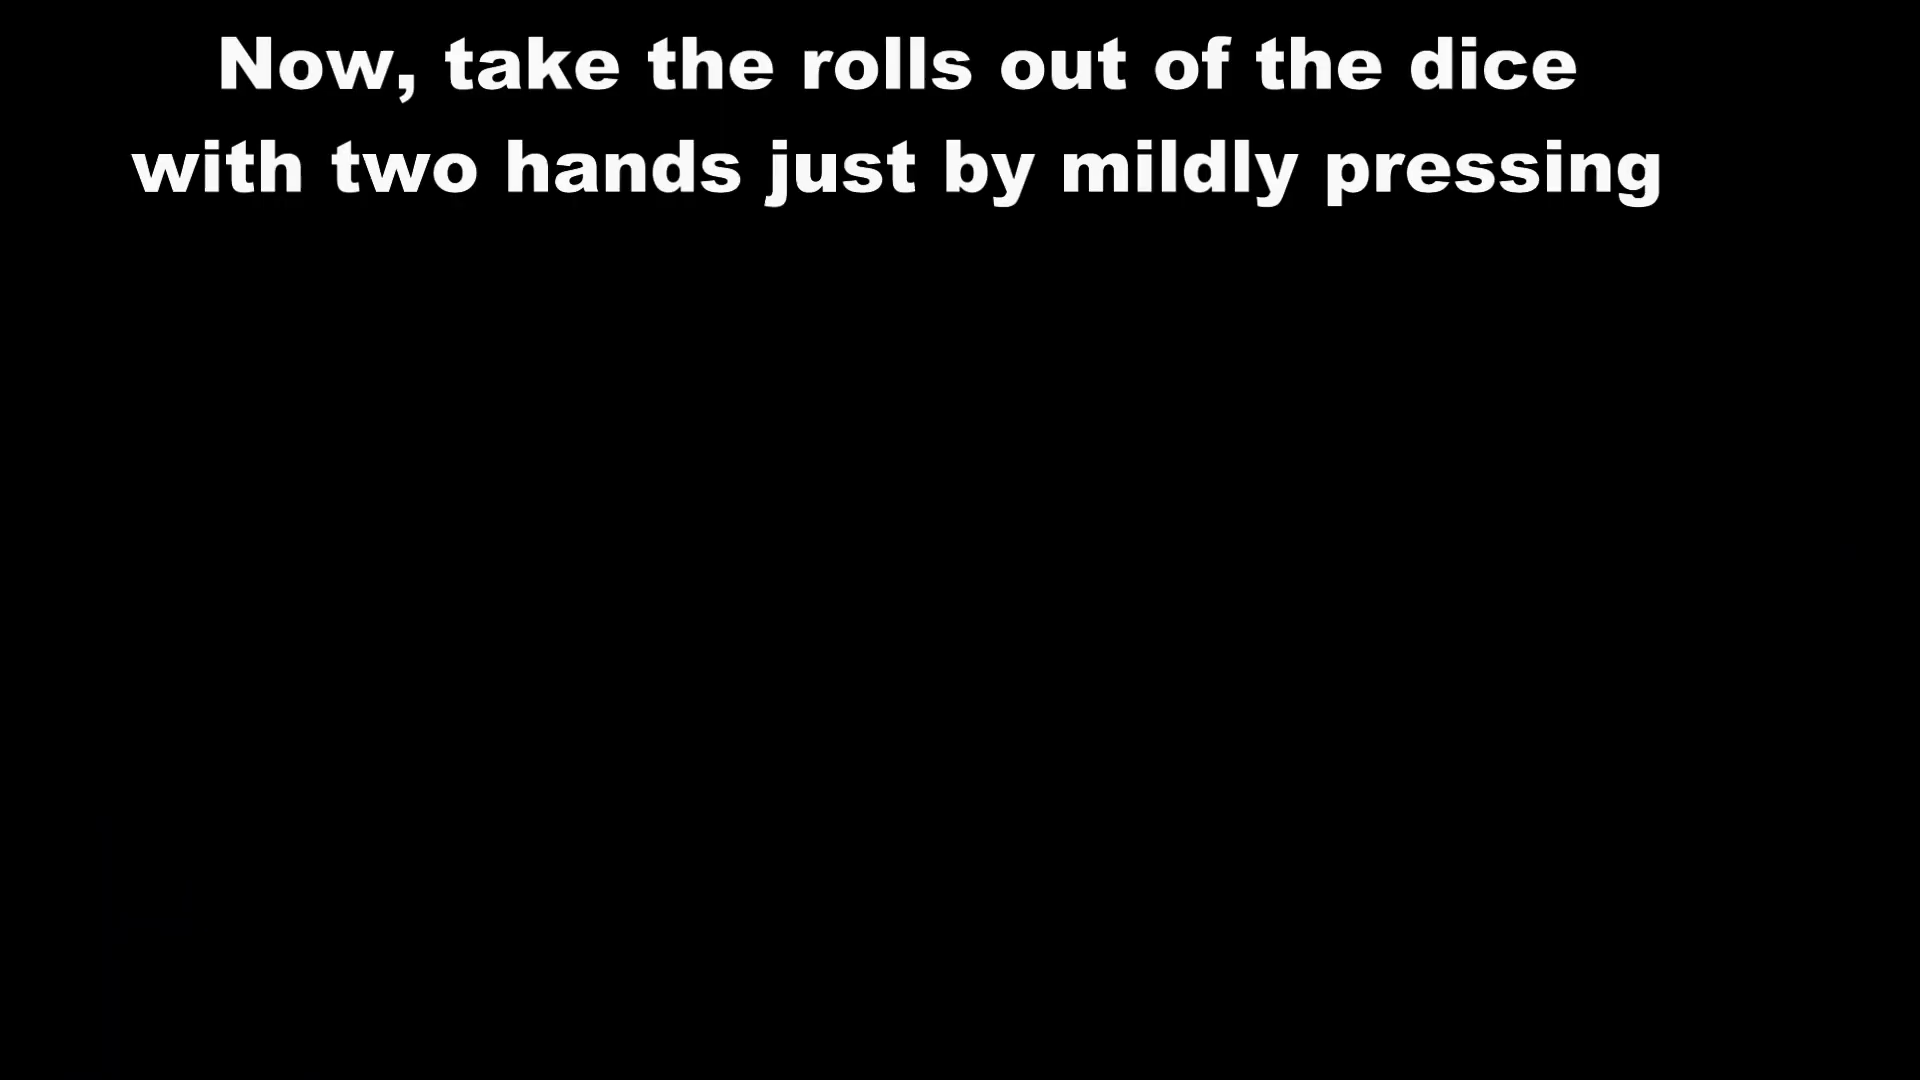 Now, take the rolls out of the dice
with two hands just by mildly pressing